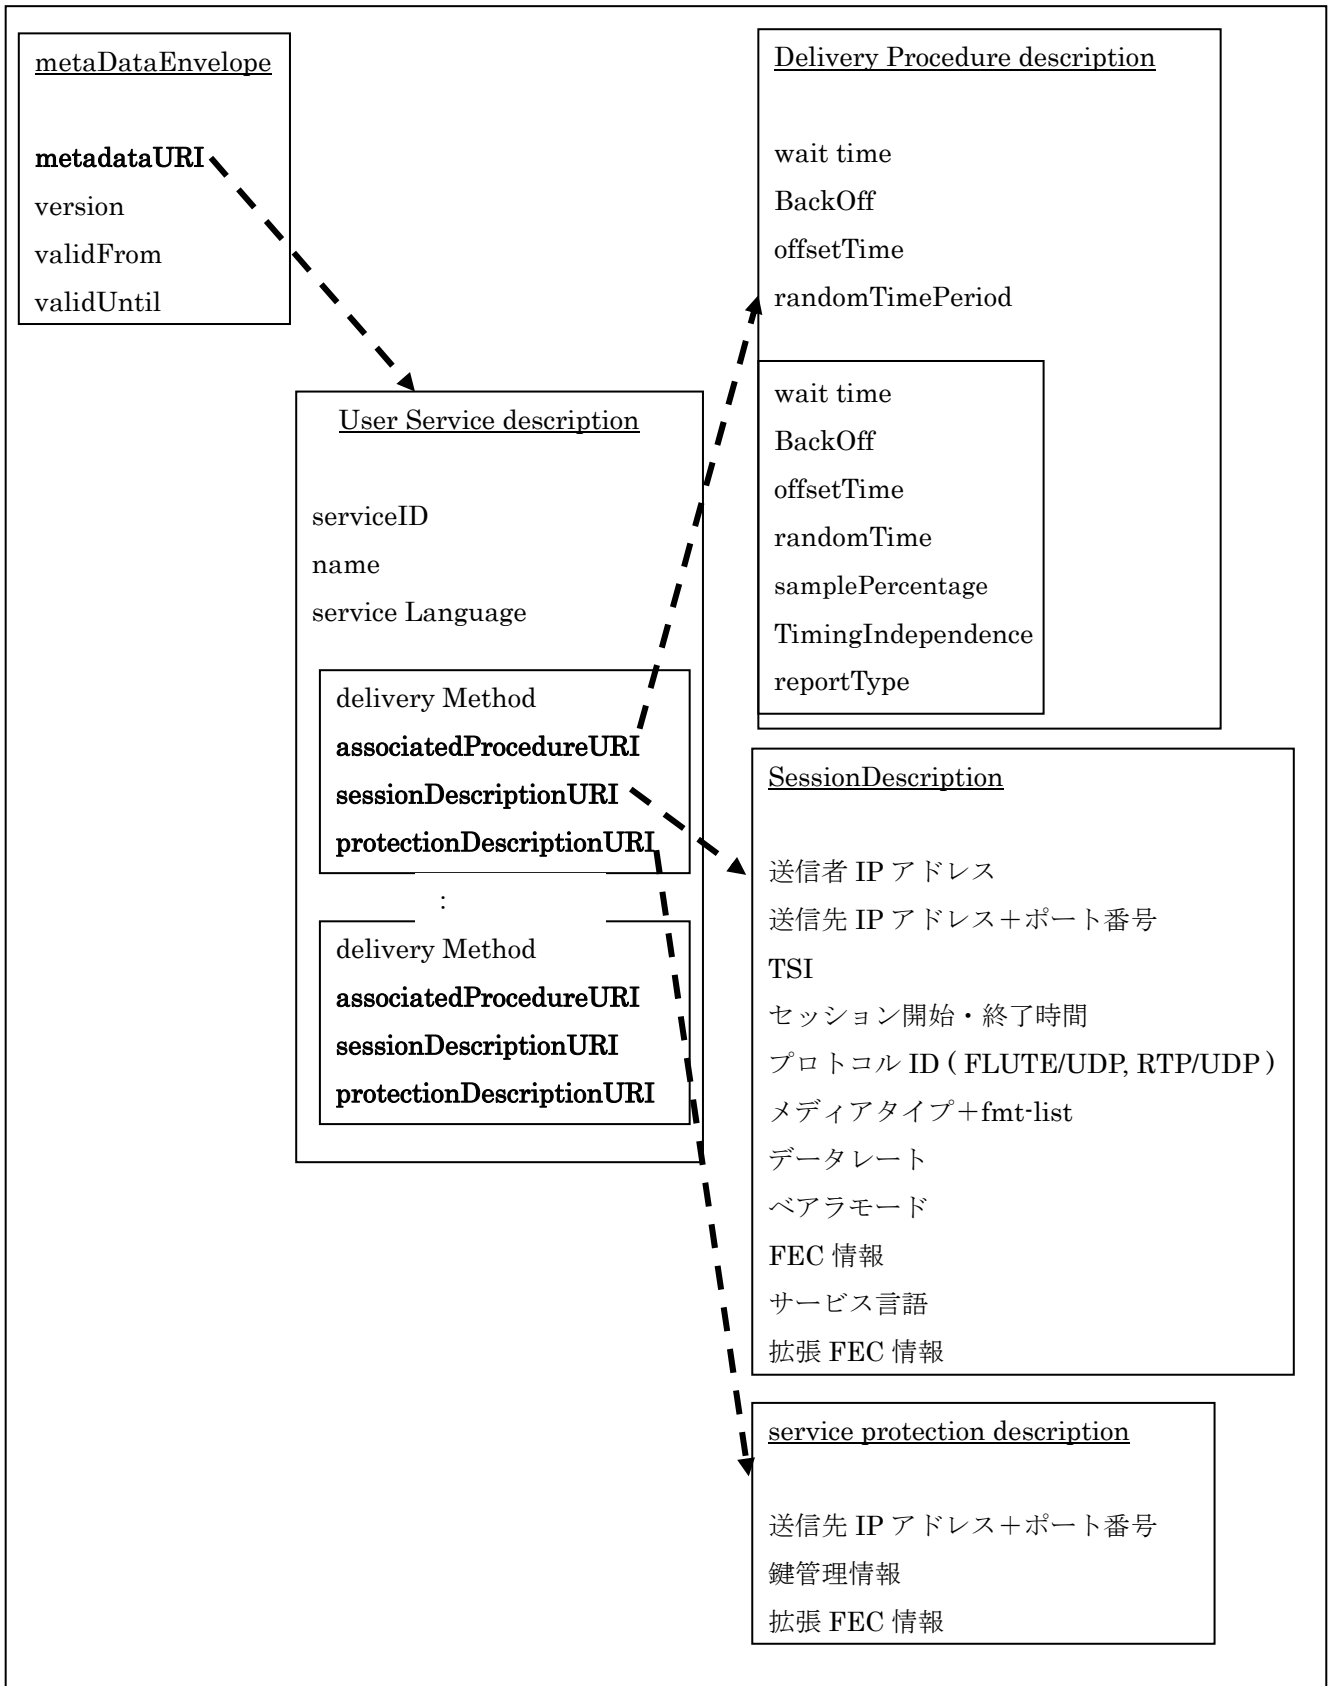 metaDataEnvelope
metadataURI
version
validFrom
validUntil
Delivery Procedure description
wait time
BackOff
offsetTime
randomTimePeriod
wait time
BackOff
offsetTime
randomTime
samplePercentage
TimingIndependence
reportType
User Service description
serviceID
name
service Language
delivery Method
associatedProcedureURI
sessionDescriptionURI
protectionDescriptionURI
:
delivery Method
associatedProcedureURI
sessionDescriptionURI
protectionDescriptionURI
SessionDescription
送信者 IP アドレス
送信先 IP アドレス＋ポート番号
TSI
セッション開始・終了時間
プロトコル ID ( FLUTE/UDP, RTP/UDP )
メディアタイプ＋fmt-list
データレート
ベアラモード
FEC 情報
サービス言語
拡張 FEC 情報
service protection description
送信先 IP アドレス＋ポート番号
鍵管理情報
拡張 FEC 情報